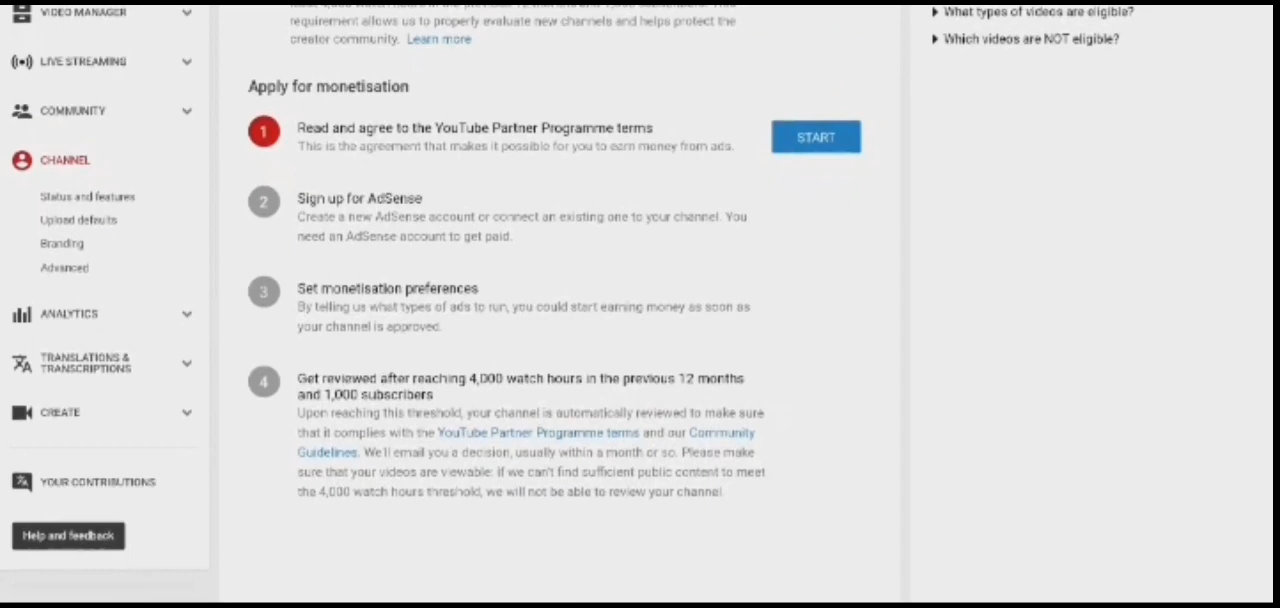 VIDEO MANAGER
LIVE STREAMING
COMMUNITY
CHANNEL
Status and features
Upload defaults
Branding
Advanced
ANALYTICS
TRANSLATIONS &
TRANSCRIPTIONS
CREATE
YOUR CONTRIBUTIONS
Help and feedback
requirement allows us to properly evaluate new channels and helps protect the
creator community. Learn more
Apply for monetisation
1
Read and agree to the YouTube Partner Programme terms
This is the agreement that makes it possible for you to earn money from ads.
START
2
Sign up for AdSense
Create a new AdSense account or connect an existing one to your channel. You
need an AdSense account to get paid.
3
Set monetisation preferences
By telling us what types of ads to run, you could start earning money as soon as
your channel is approved.
4
Get reviewed after reaching 4,000 watch hours in the previous 12 months
and 1,000 subscribers
Upon reaching this threshold, your channel is automatically reviewed to make sure
that it complies with the YouTube Partner Programme terms and our Community
Guidelines. We'll email you a decision, usually within a month or so. Please make
sure that your videos are viewable: if we can't find sufficient public content to meet
the 4,000 watch hours threshold, we will not be able to review your channel.
What types of videos are eligible?
Which videos are NOT eligible?